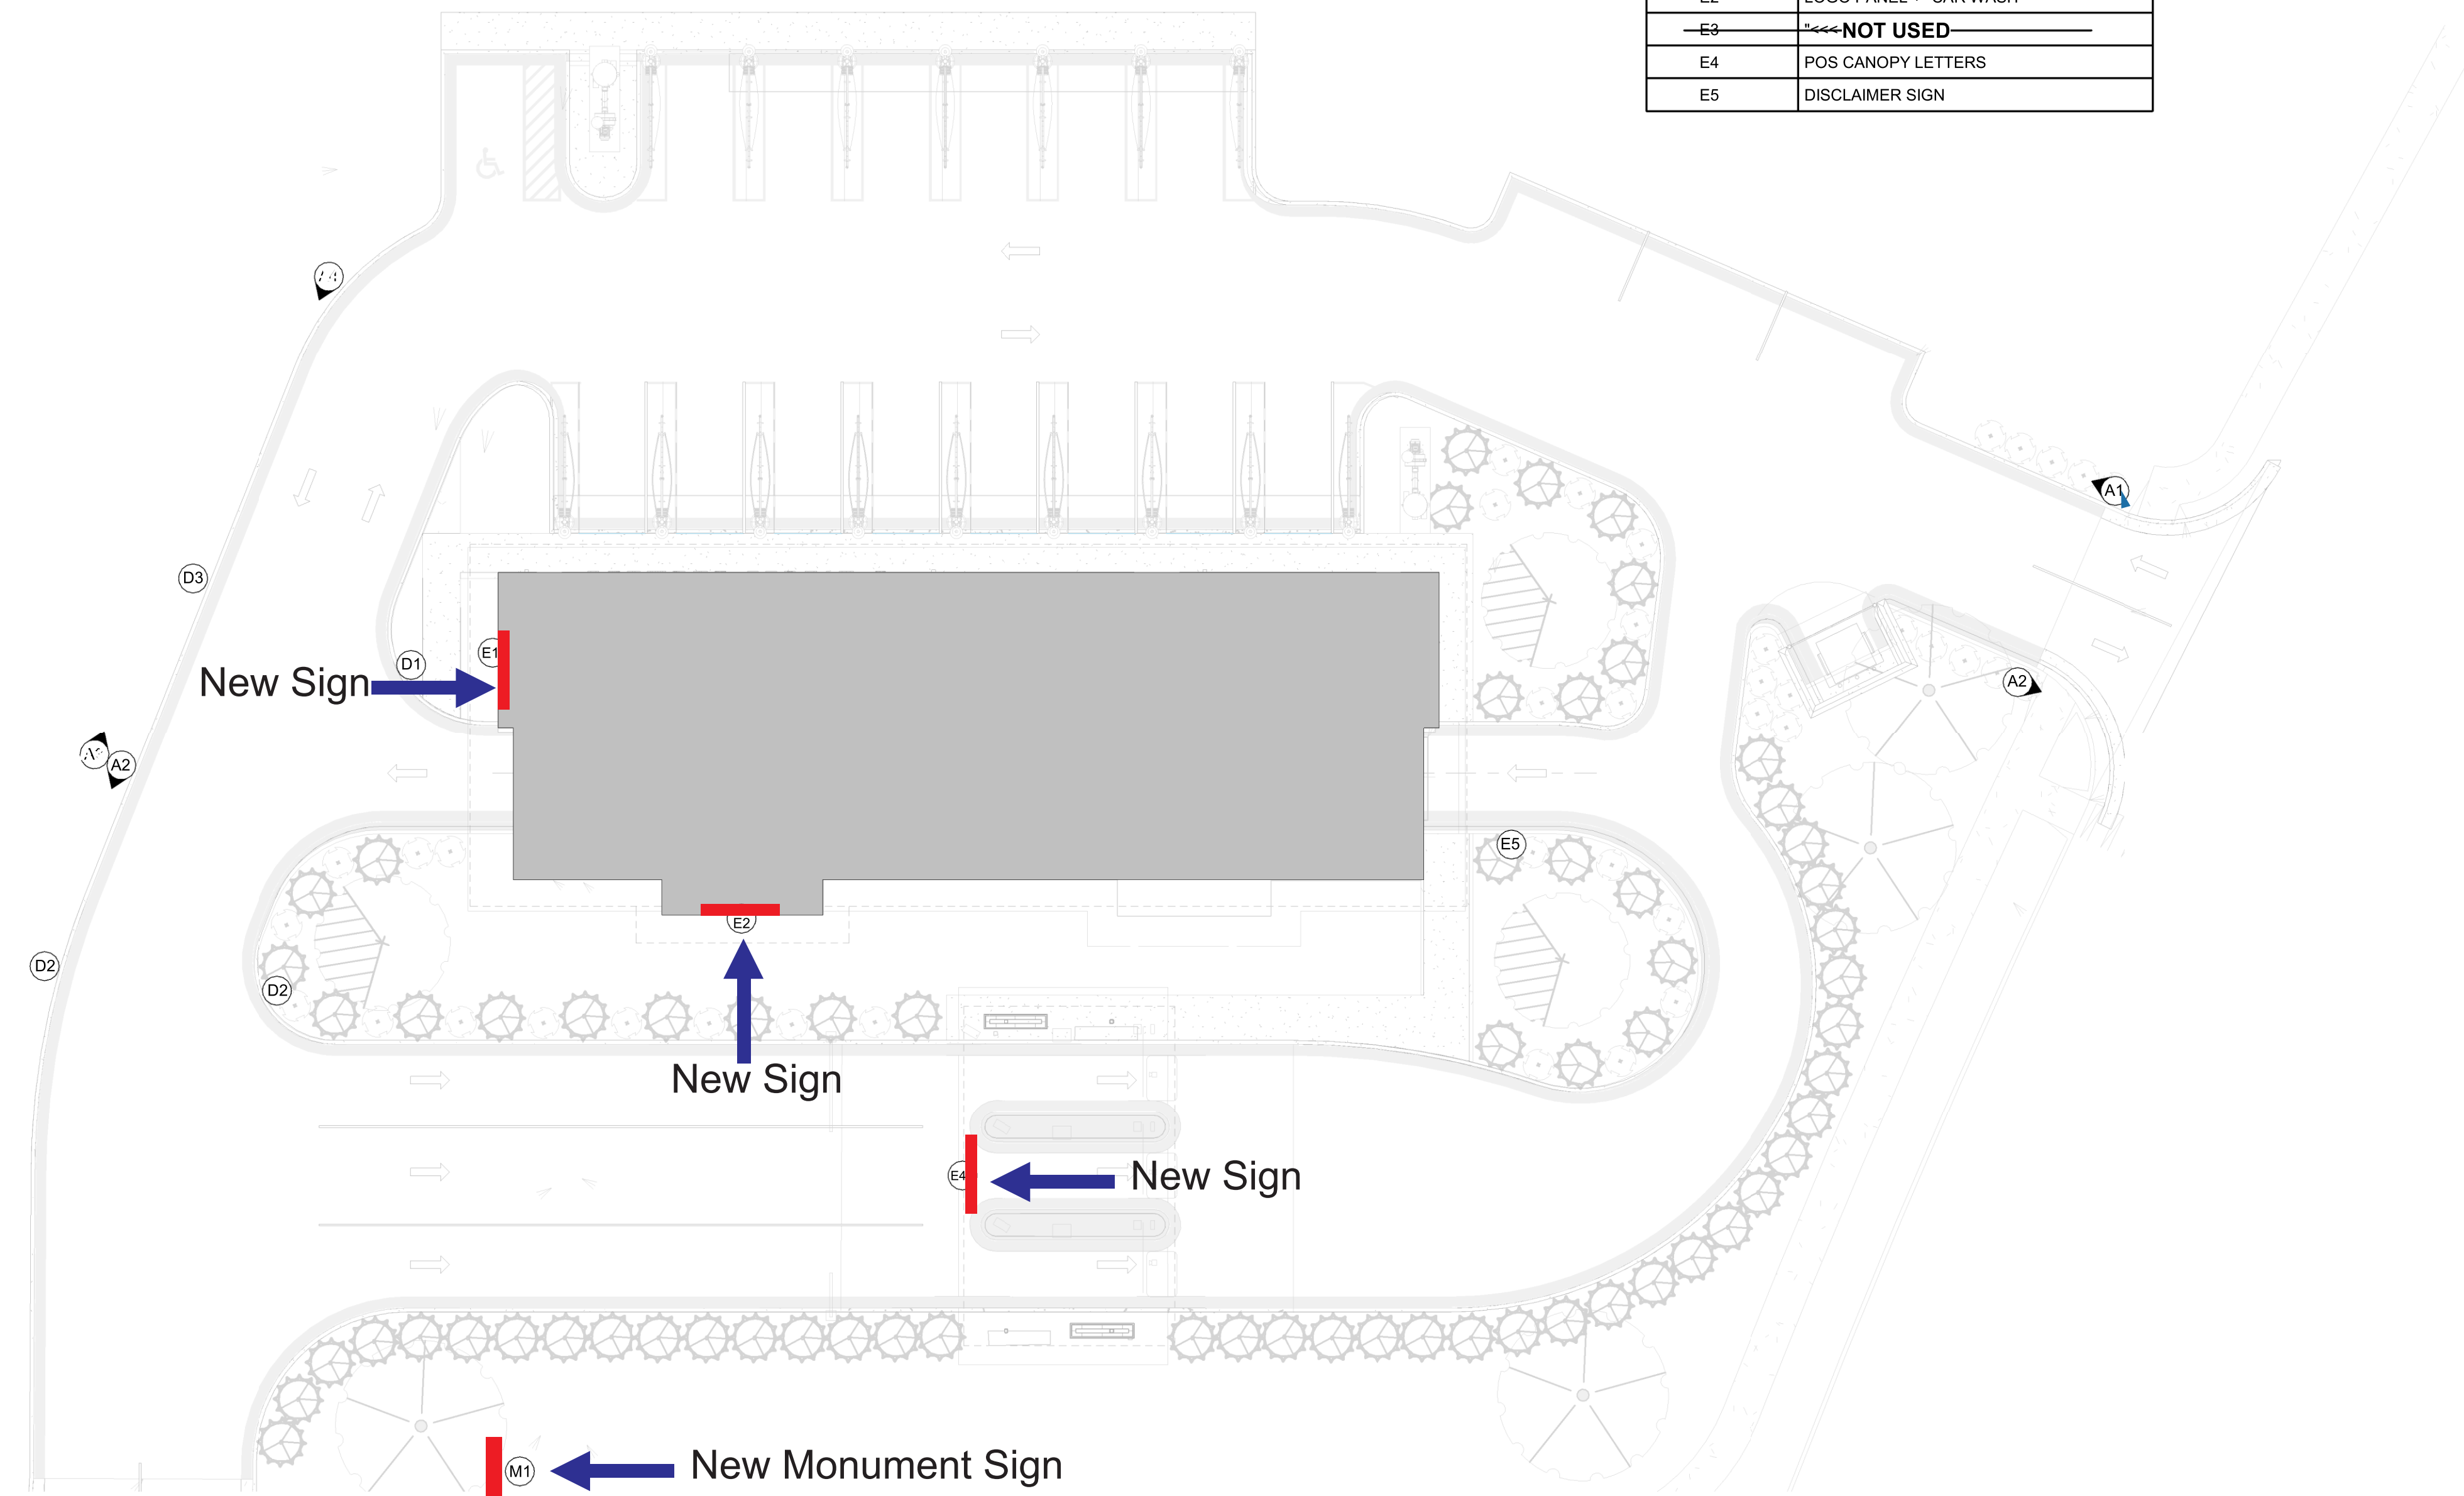 E3 "<<< NOT USED
E4 POS CANOPY LETTERS
E5 DISCLAIMER SIGN
A1
D3
E1
D1
New Sign
A2
A2
E5
E2
D2
D2
New Sign
E4
New Sign
M1
New Monument Sign